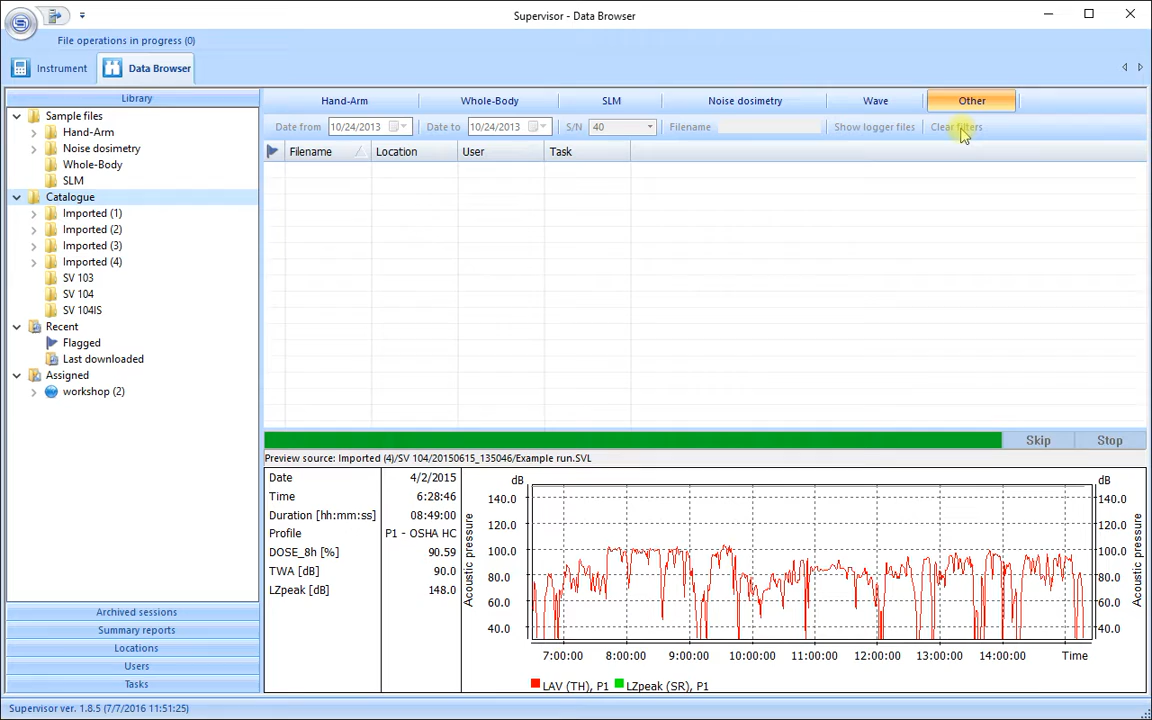 Supervisor - Data Browser
File operations in progress (0)
Instrument Data Browser
Library
Sample files
Hand-Arm
Noise dosimetry
Whole-Body
SLM
Catalogue
Imported (1)
Imported (2)
Imported (3)
Imported (4)
SV 103
SV 104
SV 104IS
Recent
Flagged
Last downloaded
Assigned
workshop (2)
Archived sessions
Summary reports
Locations
Users
Tasks
Hand-Arm Whole-Body SLM Noise dosimetry Wave Other
Date from 10/24/2013 Date to 10/24/2013 S/N 40 Filename Show logger files Clear filters
Filename Location User Task
Skip Stop
Preview source: Imported (4)/SV 104/20150615_135046/Example run.SVL
Date 4/2/2015
Time 6:28:46
Duration [hh:mm:ss] 08:49:00
Profile P1 - OSHA HC
DOSE_8h [%] 90.59
TWA [dB] 90.0
LZpeak [dB] 148.0
dB dB
140.0 140.0
120.0 120.0
100.0 100.0
80.0 80.0
60.0 60.0
40.0 40.0
Acoustic pressure Acoustic pressure
7:00:00 8:00:00 9:00:00 10:00:00 11:00:00 12:00:00 13:00:00 14:00:00 Time
LAV (TH), P1 LZpeak (SR), P1
Supervisor ver. 1.8.5 (7/7/2016 11:51:25)